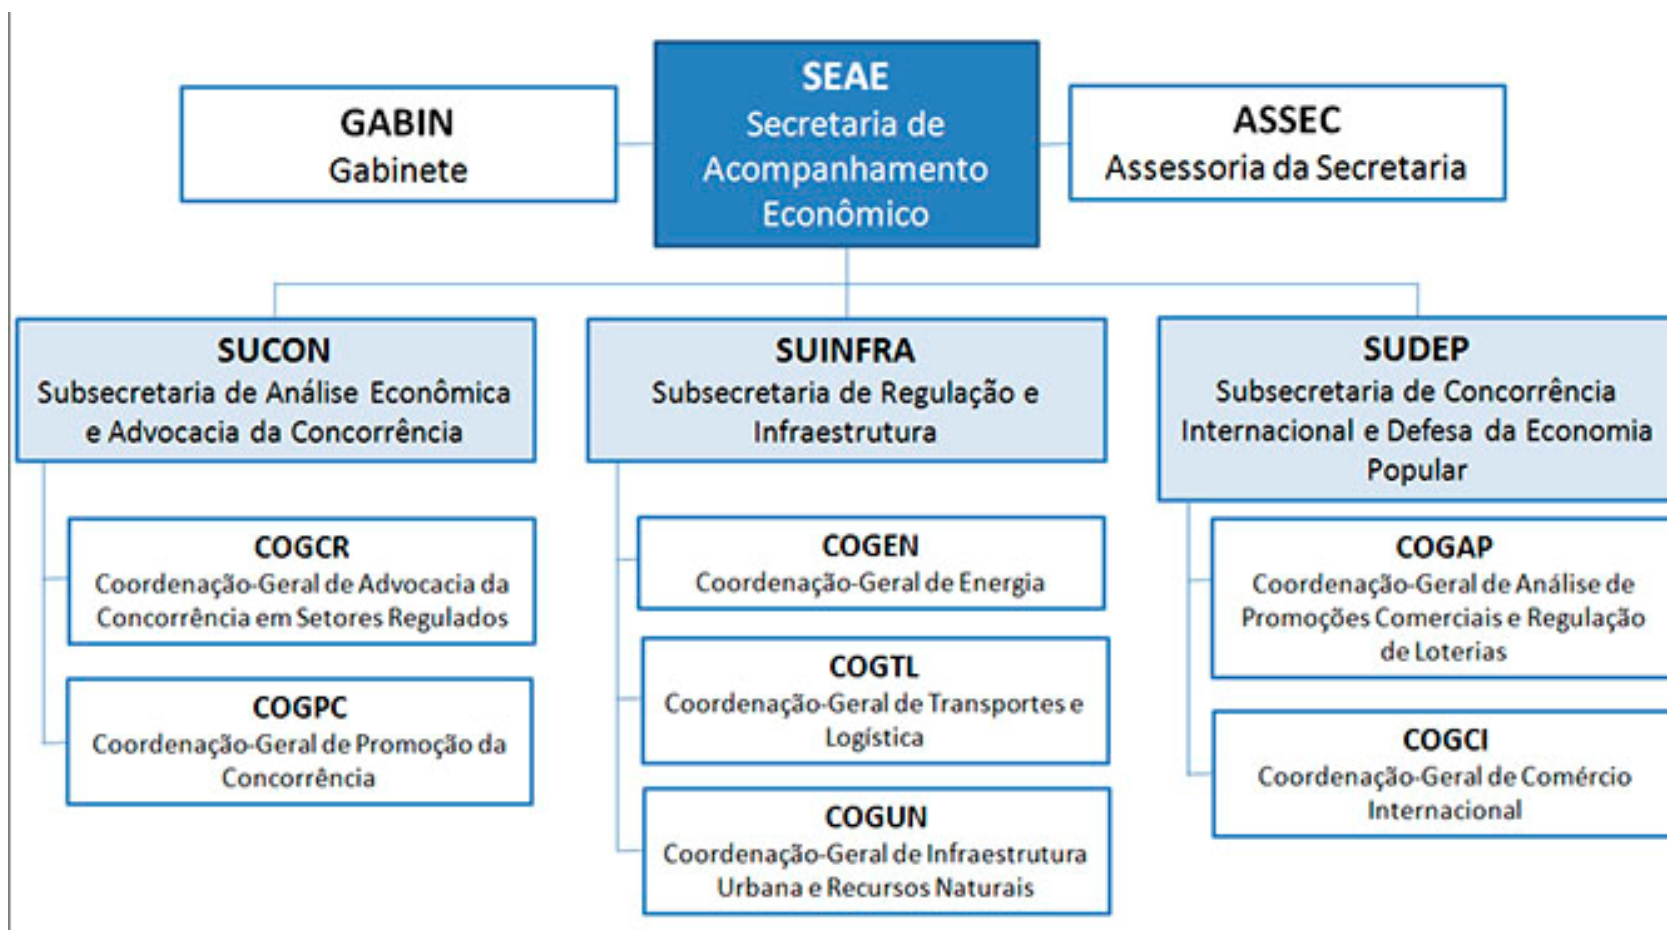 SEAE
Secretaria de
Acompanhamento
Econômico
GABIN
Gabinete
ASSEC
Assessoria da Secretaria
SUCON
Subsecretaria de Análise Econômica
e Advocacia da Concorrência
COGCR
Coordenação-Geral de Advocacia da
Concorrência em Setores Regulados
COGPC
Coordenação-Geral de Promoção da
Concorrência
SUINFRA
Subsecretaria de Regulação e
Infraestrutura
COGEN
Coordenação-Geral de Energia
COGTL
Coordenação-Geral de Transportes e
Logística
COGUN
Coordenação-Geral de Infraestrutura
Urbana e Recursos Naturais
SUDEP
Subsecretaria de Concorrência
Internacional e Defesa da Economia
Popular
COGAP
Coordenação-Geral de Análise de
Promoções Comerciais e Regulação
de Loterias
COGCI
Coordenação-Geral de Comércio
Internacional